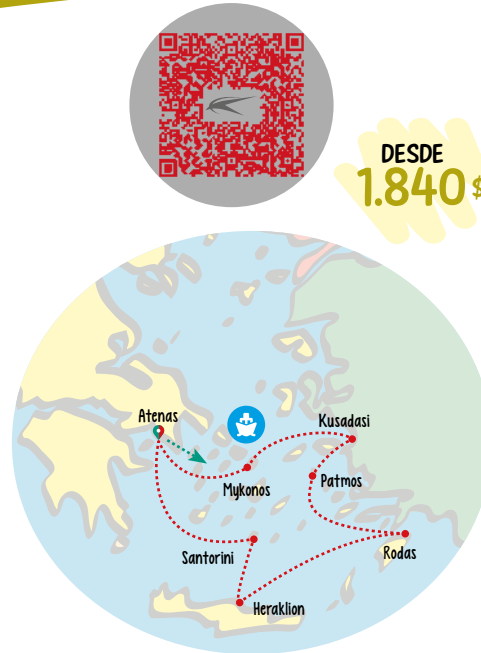 DESDE
1.840 $
Atenas
Kusadasi
Mykonos
Patmos
Santorini
Rodas
Heraklion